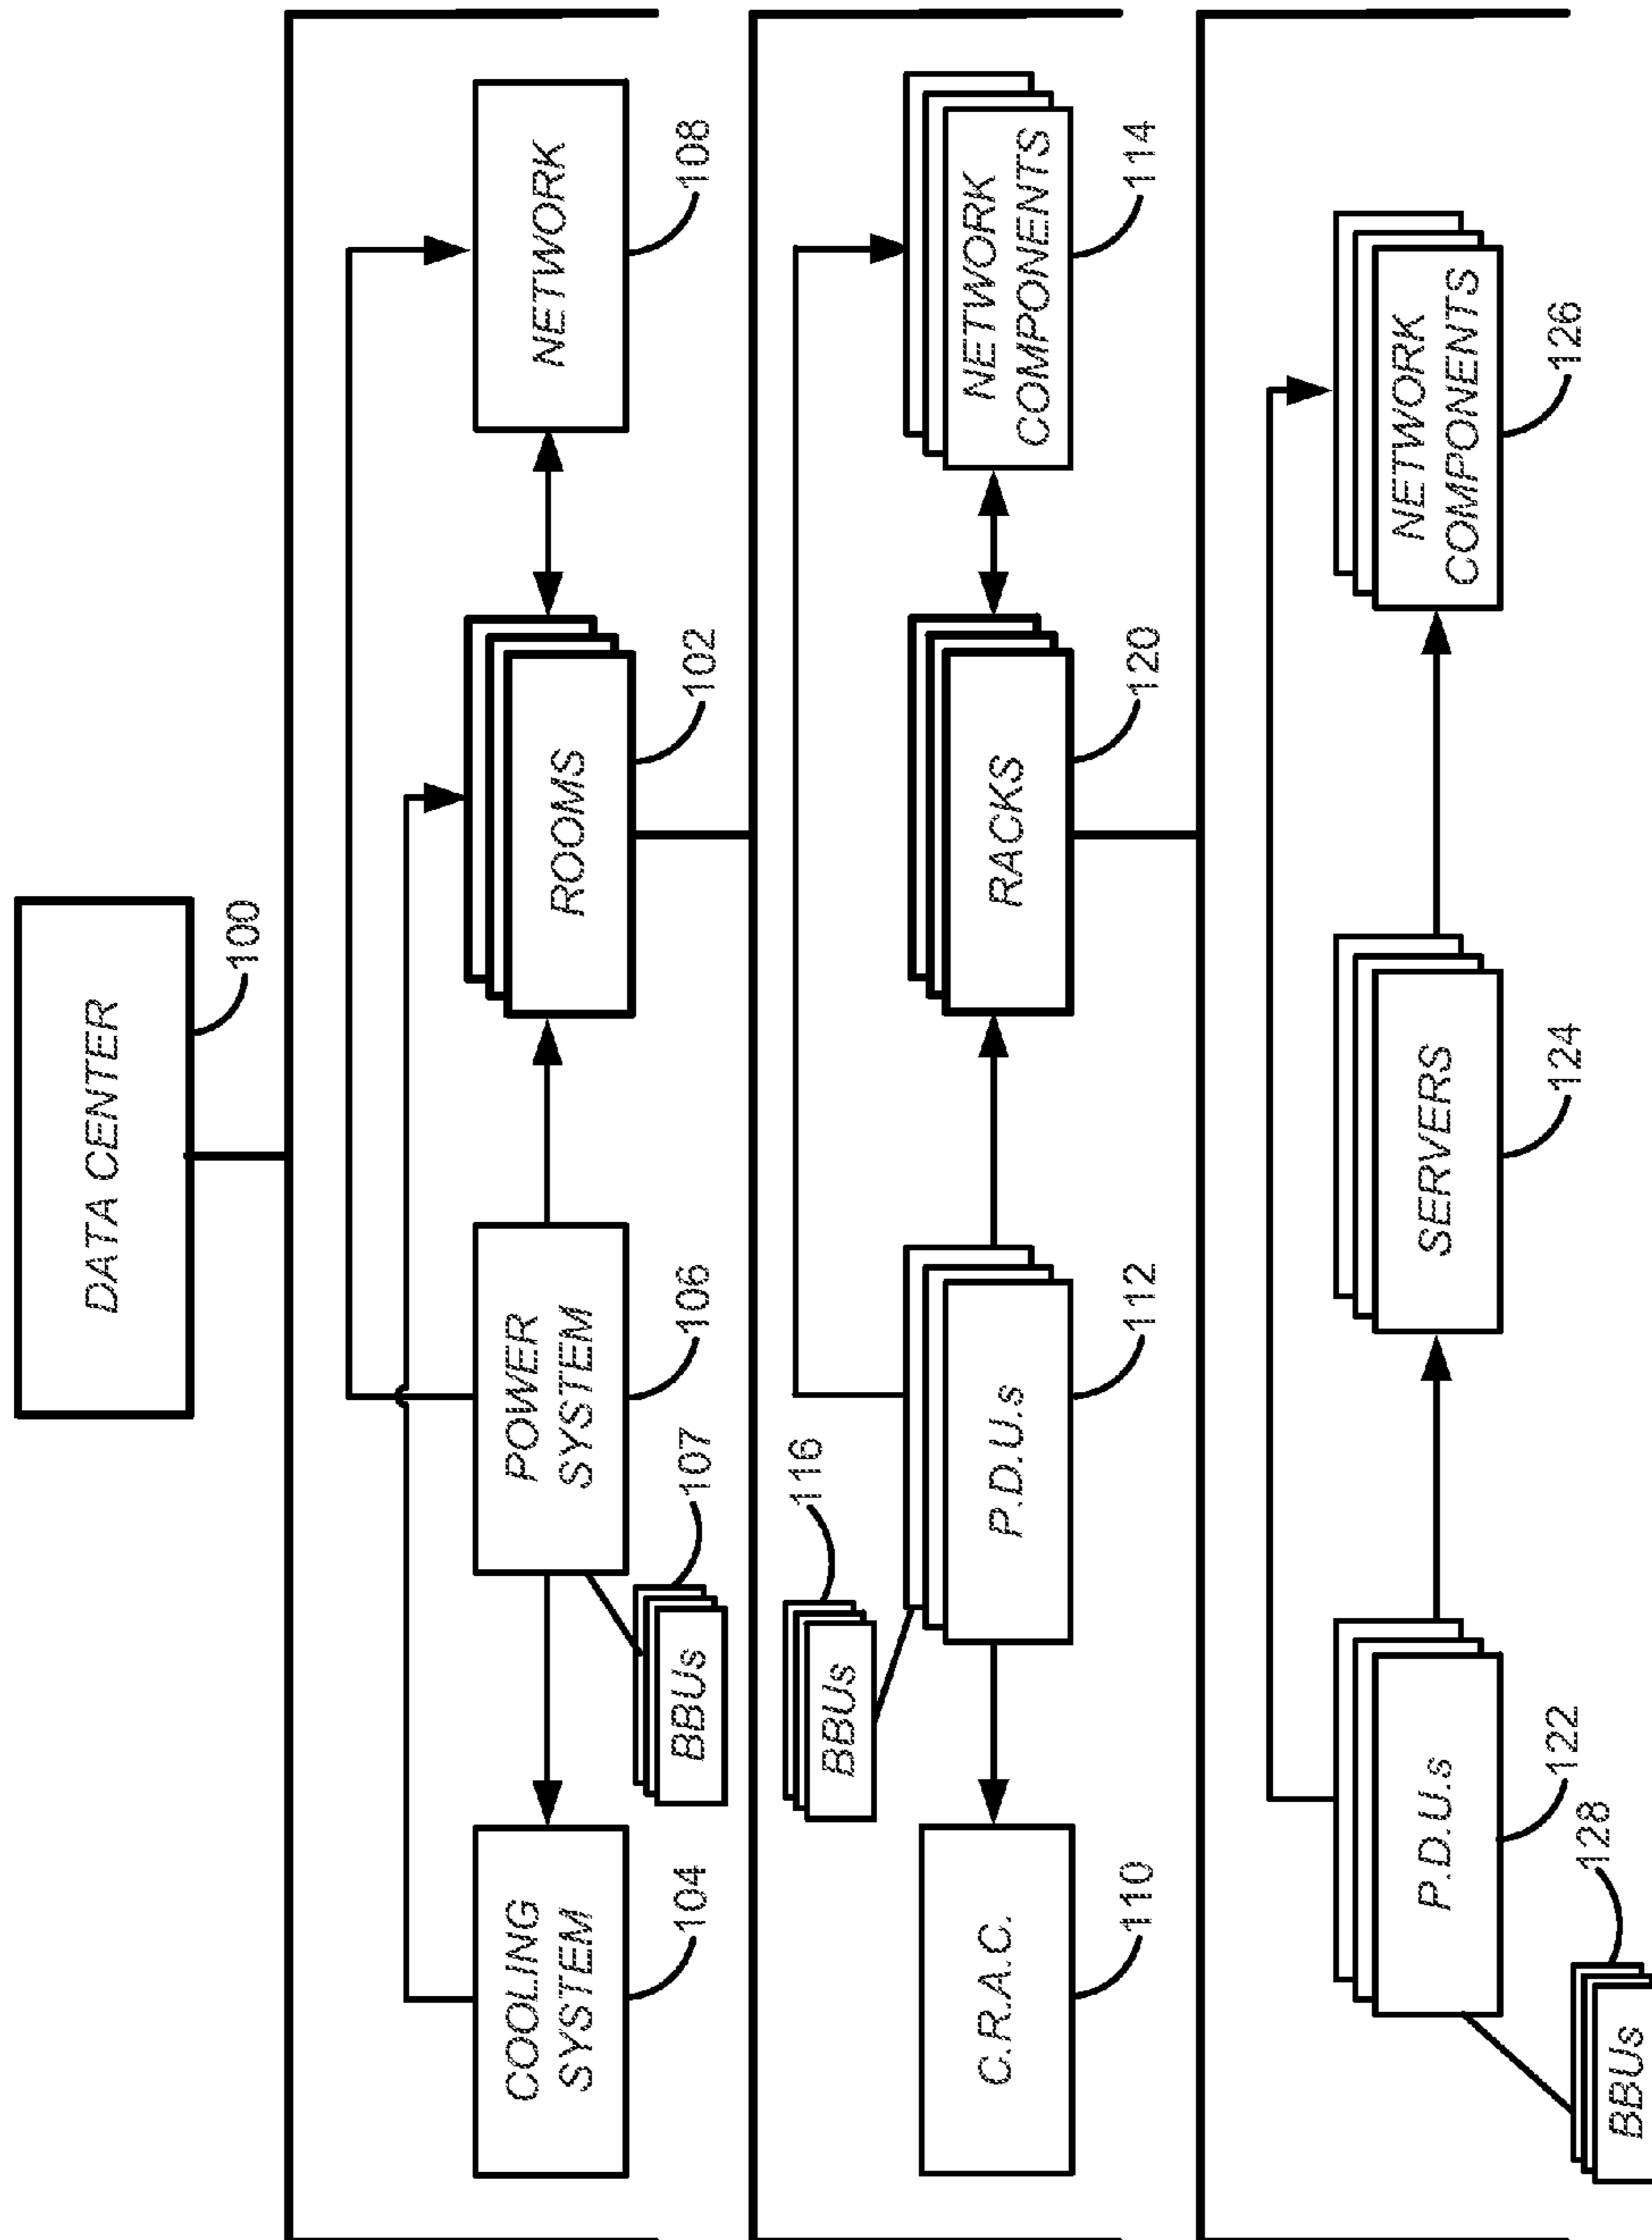 DATA CENTER
100
COOLING
SYSTEM
104
POWER
SYSTEM
106
BBUs
107
ROOMS
102
NETWORK
108
C.R.A.C.
110
BBUs
116
P.D.U.s
112
RACKS
120
NETWORK
COMPONENTS
114
P.D.U.s
122
BBUs
128
SERVERS
124
NETWORK
COMPONENTS
126